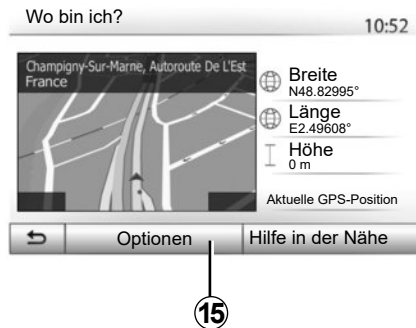 Wo bin ich?
10:52
Champigny-Sur-Marne, Autoroute De L'Est
France
Breite
N48.82995°
Länge
E2.49608°
Höhe
0 m
Aktuelle GPS-Position
Optionen
Hilfe in der Nähe
15